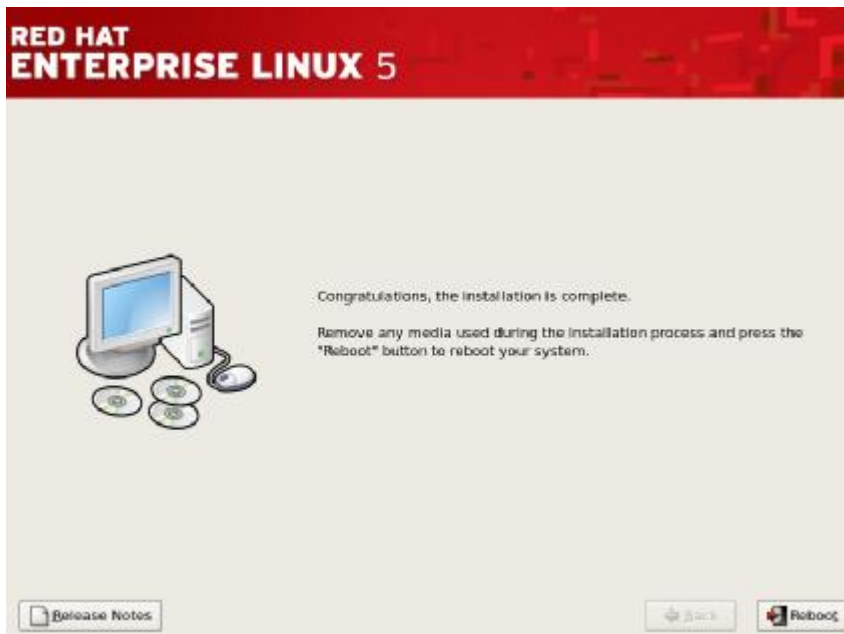 RED HAT
ENTERPRISE LINUX 5
Congratulations, the installation is complete.
Remove any media used during the installation process and press the
"Reboot" button to reboot your system.
Release Notes
Back
Reboot